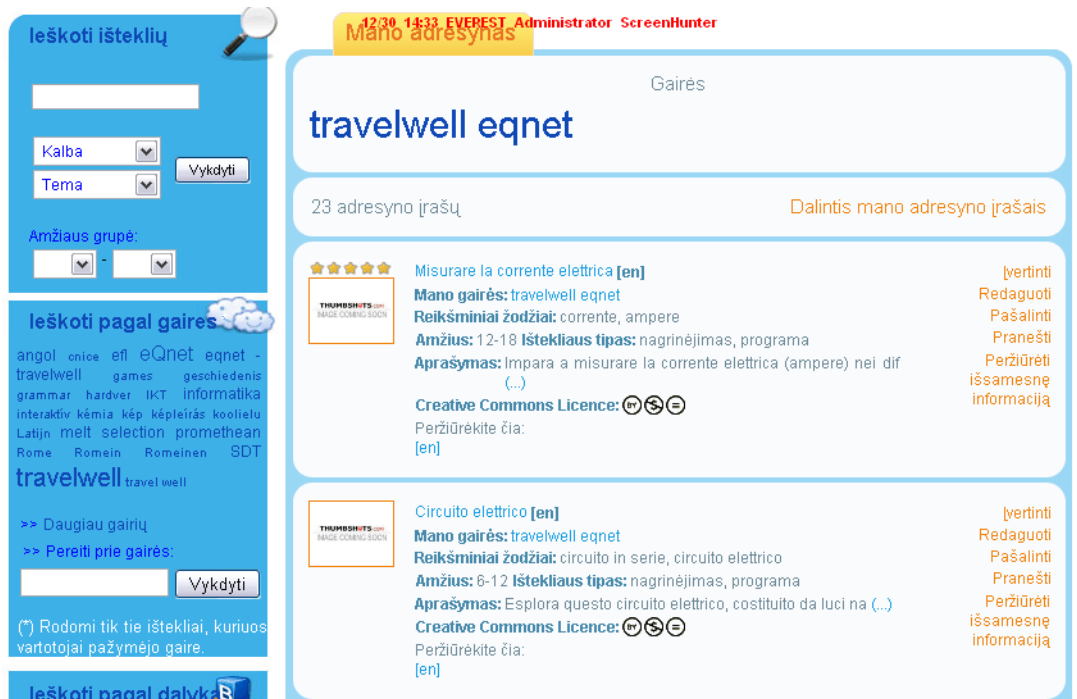 12/30 14:33 EVEREST Administrator ScreenHunter
Ieškoti išteklių
Kalba
Tema
Vykdyti
Amžiaus grupė:
-
Ieškoti pagal gaires
angol cnice efl eQnet eqnet -
travelwell games geschiedenis
grammar hardver IKT informatika
interaktív kémia kép képleírás koolielu
Latijn melt selection promethean
Rome Romein Romeinen SDT
travelwell travel well
>> Daugiau gairių
>> Pereiti prie gairės:
Vykdyti
(*) Rodomi tik tie ištekliai, kuriuos
vartotojai pažymėjo gaire.
Ieškoti pagal dalyką
Mano adresynas
Gairės
travelwell eqnet
23 adresyno įrašų
Dalintis mano adresyno įrašais
THUMBSHOTS.com
IMAGE COMING SOON
Misurare la corrente elettrica [en]
Mano gairės: travelwell eqnet
Reikšminiai žodžiai: corrente, ampere
Amžius: 12-18 Ištekliaus tipas: nagrinėjimas, programa
Aprašymas: Impara a misurare la corrente elettrica (ampere) nei dif
(...)
Creative Commons Licence: BY $ =
Peržiūrėkite čia:
[en]
Įvertinti
Redaguoti
Pašalinti
Pranešti
Peržiūrėti
išsamesnę
informaciją
THUMBSHOTS.com
IMAGE COMING SOON
Circuito elettrico [en]
Mano gairės: travelwell eqnet
Reikšminiai žodžiai: circuito in serie, circuito elettrico
Amžius: 6-12 Ištekliaus tipas: nagrinėjimas, programa
Aprašymas: Esplora questo circuito elettrico, costituito da luci na (...)
Creative Commons Licence: BY $ =
Peržiūrėkite čia:
[en]
Įvertinti
Redaguoti
Pašalinti
Pranešti
Peržiūrėti
išsamesnę
informaciją